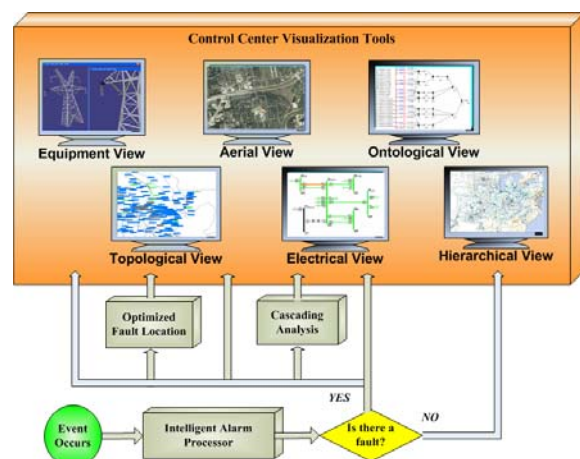 Control Center Visualization Tools
Equipment View
Aerial View
Ontological View
Topological View
Electrical View
Hierarchical View
Optimized
Fault Location
Cascading
Analysis
YES
NO
Event
Occurs
Intelligent Alarm
Processor
Is there a
fault?